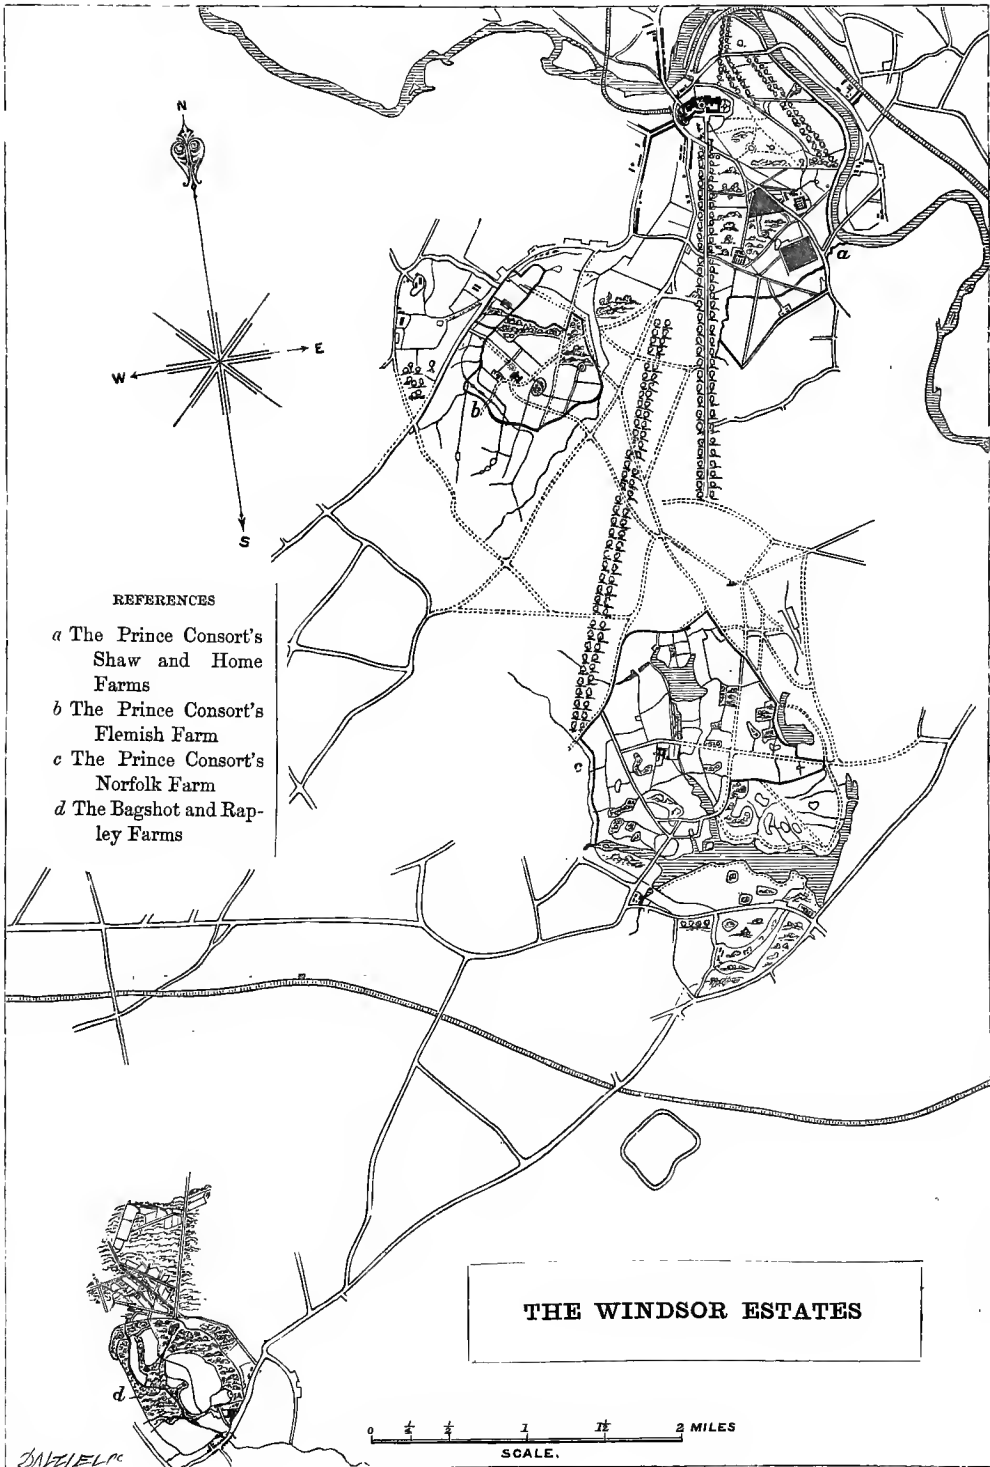 N
W
E
S
REFERENCES
a The Prince Consort's
Shaw and Home
Farms
b The Prince Consort's
Flemish Farm
c The Prince Consort's
Norfolk Farm
d The Bagshot and Rap-
ley Farms
a
b
c
d
THE WINDSOR ESTATES
0 ¼ ½ 1 1½ 2 MILES
SCALE.
DALZIEL sc